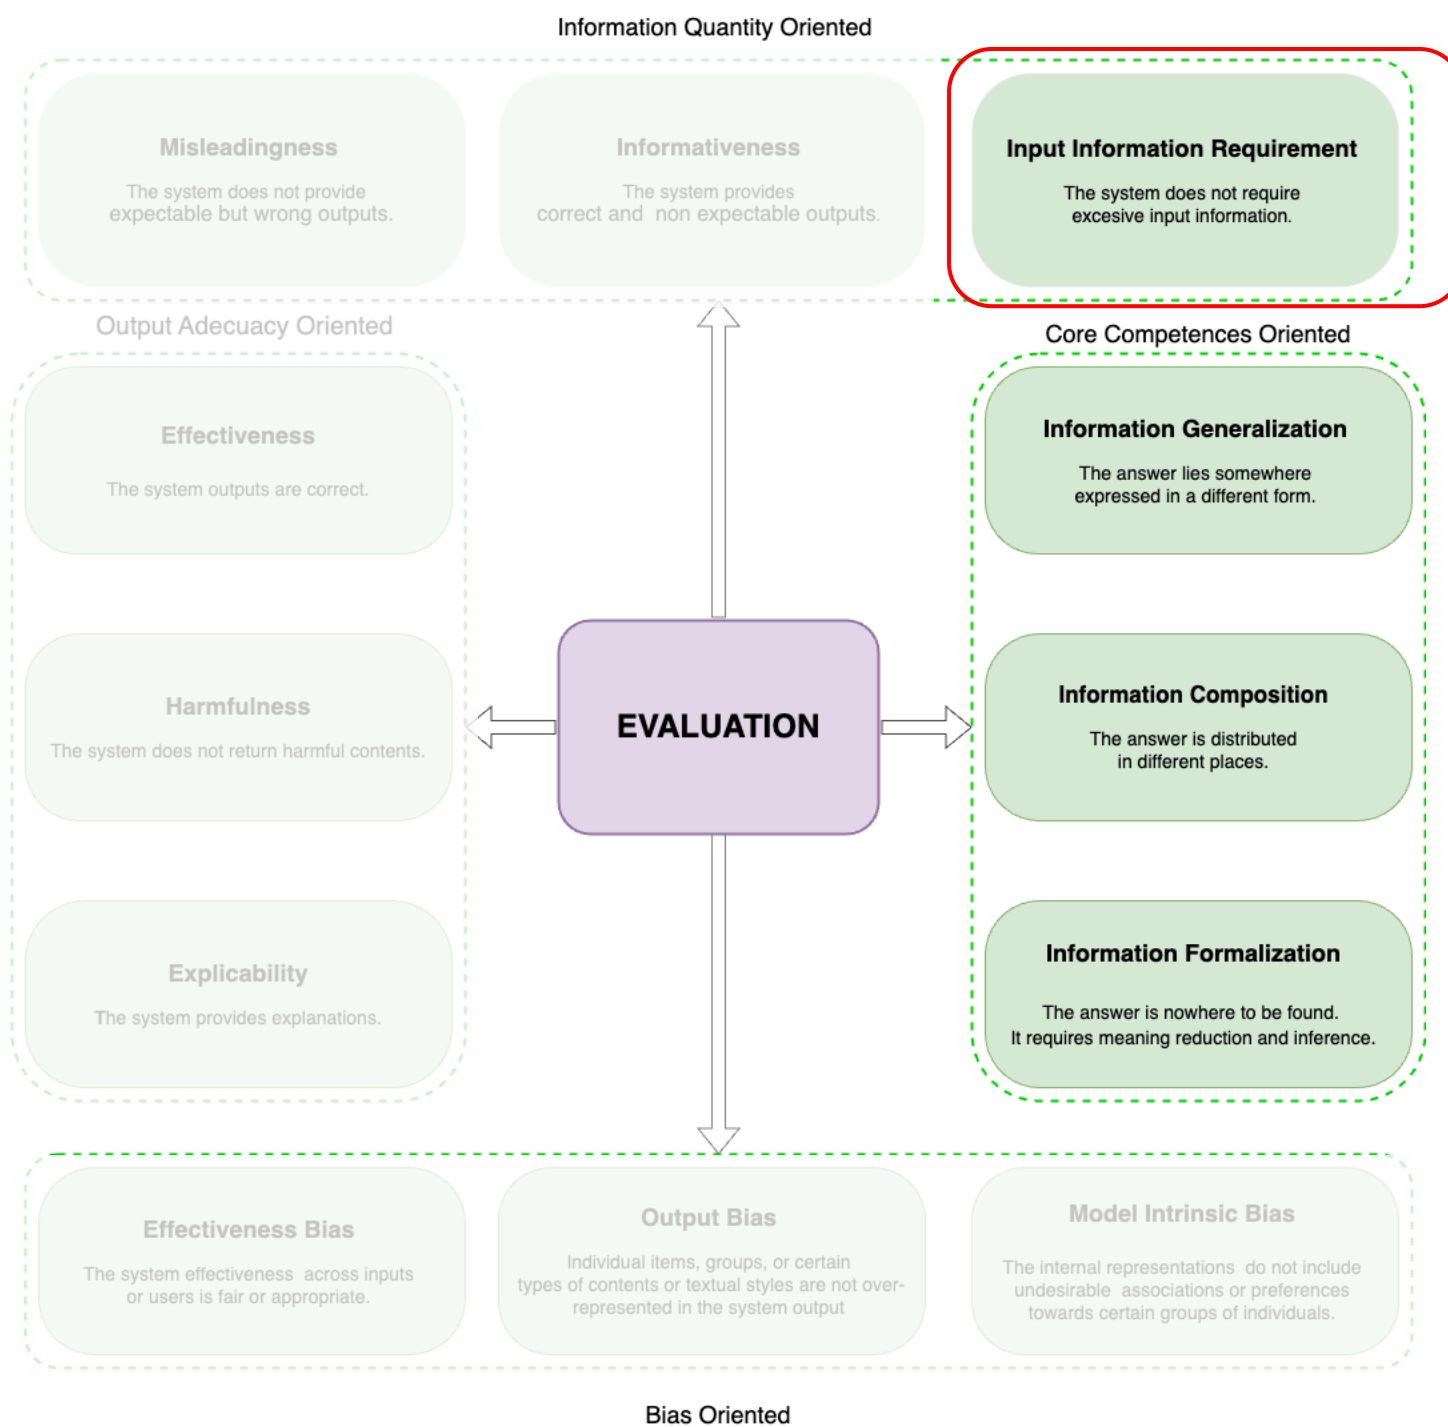 Information Quantity Oriented
Misleadingness
The system does not provide
expectable but wrong outputs.
Informativeness
The system provides
correct and non expectable outputs.
Input Information Requirement
The system does not require
excesive input information.
Output Adecuacy Oriented
Effectiveness
The system outputs are correct.
Harmfulness
The system does not return harmful contents.
Explicability
The system provides explanations.
EVALUATION
Core Competences Oriented
Information Generalization
The answer lies somewhere
expressed in a different form.
Information Composition
The answer is distributed
in different places.
Information Formalization
The answer is nowhere to be found.
It requires meaning reduction and inference.
Effectiveness Bias
The system effectiveness across inputs
or users is fair or appropriate.
Output Bias
Individual items, groups, or certain
types of contents or textual styles are not over-
represented in the system output
Model Intrinsic Bias
The internal representations do not include
undesirable associations or preferences
towards certain groups of individuals.
Bias Oriented